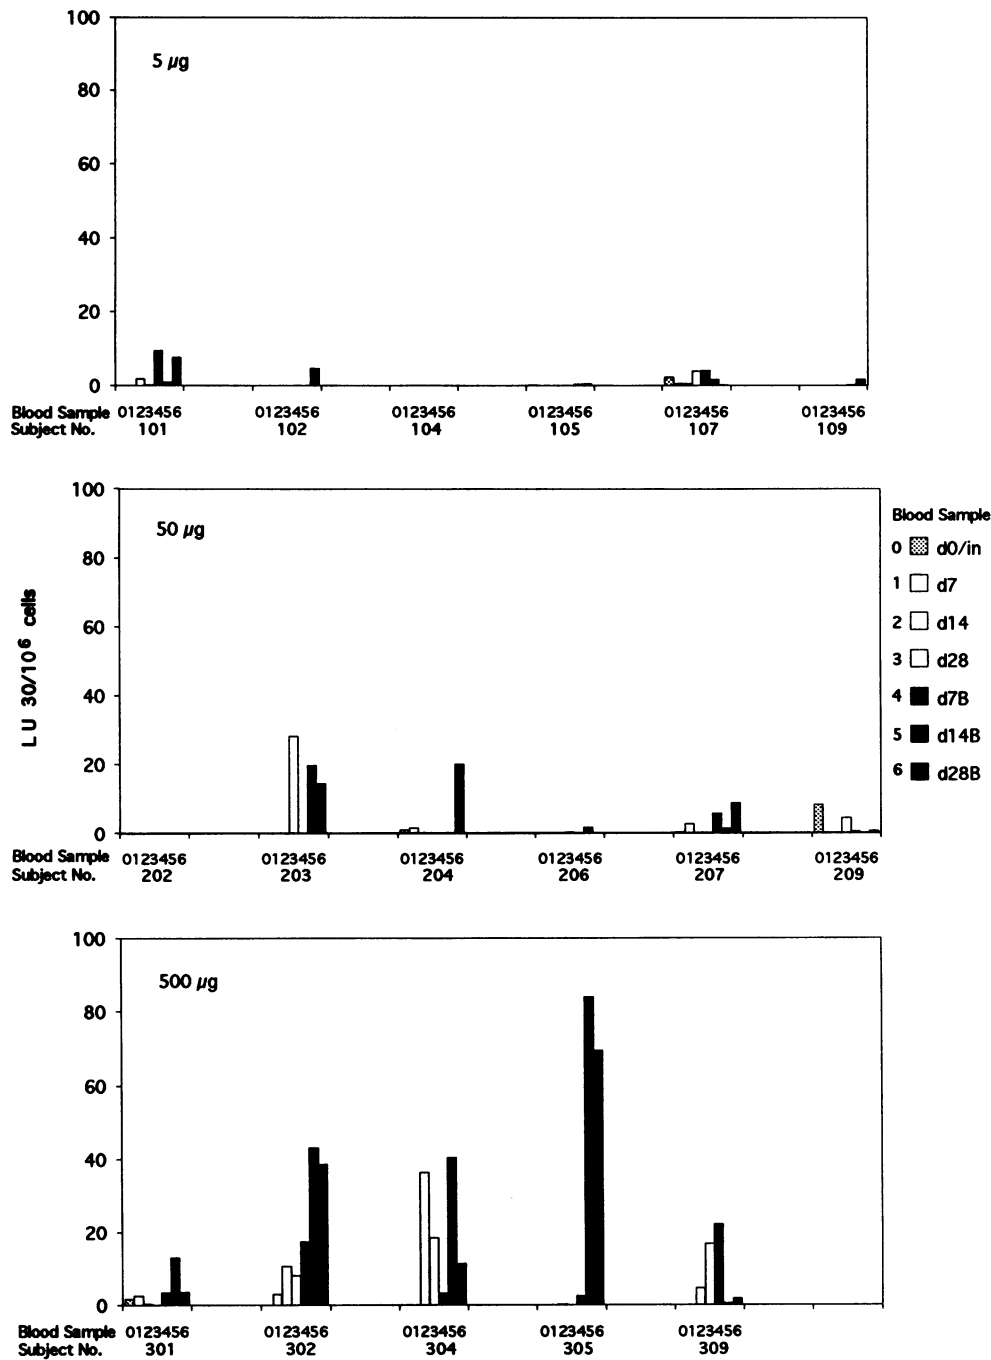 100
5 µg
80
60
40
20
0
Blood Sample 0123456 0123456 0123456 0123456 0123456 0123456
Subject No. 101 102 104 105 107 109
100
50 µg
80
60
40
20
0
LU 30/10⁶ cells
Blood Sample
0 d0/in
1 d7
2 d14
3 d28
4 d7B
5 d14B
6 d28B
Blood Sample 0123456 0123456 0123456 0123456 0123456 0123456
Subject No. 202 203 204 206 207 209
100
500 µg
80
60
40
20
0
Blood Sample 0123456 0123456 0123456 0123456 0123456
Subject No. 301 302 304 305 309